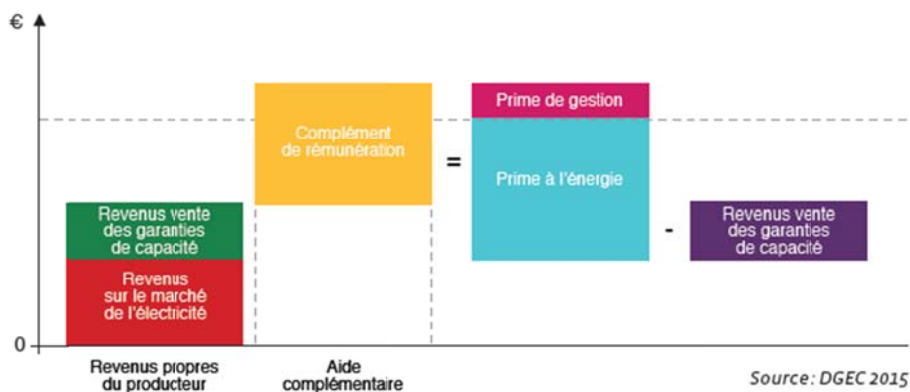 €
Prime de gestion
Complément
de rémunération
=
Prime à l'énergie
Revenus vente
des garanties
de capacité
-
Revenus vente
des garanties
de capacité
Revenus
sur le marché
de l'électricité
0
Revenus propres
du producteur
Aide
complémentaire
Source: DGEC 2015